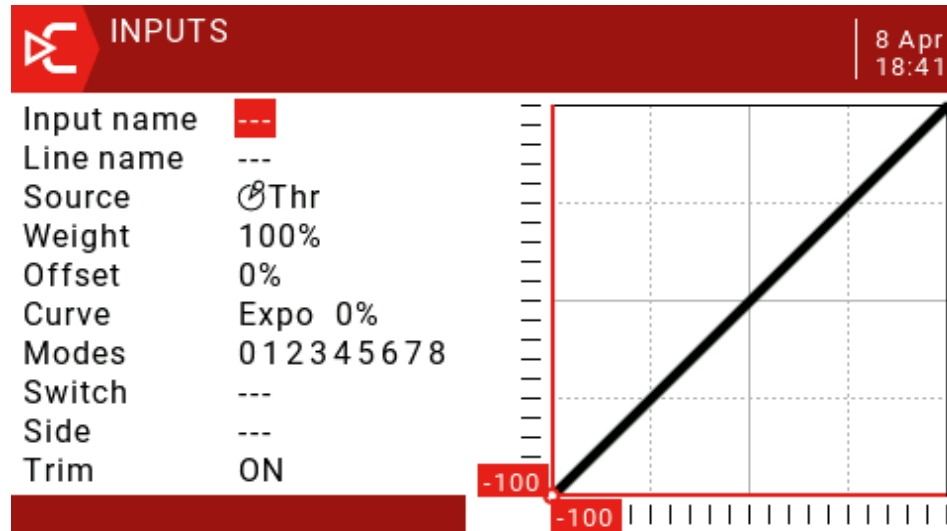 INPUTS
8 Apr
18:41
Input name ---
Line name ---
Source Thr
Weight 100%
Offset 0%
Curve Expo 0%
Modes 012345678
Switch ---
Side ---
Trim ON
-100
-100